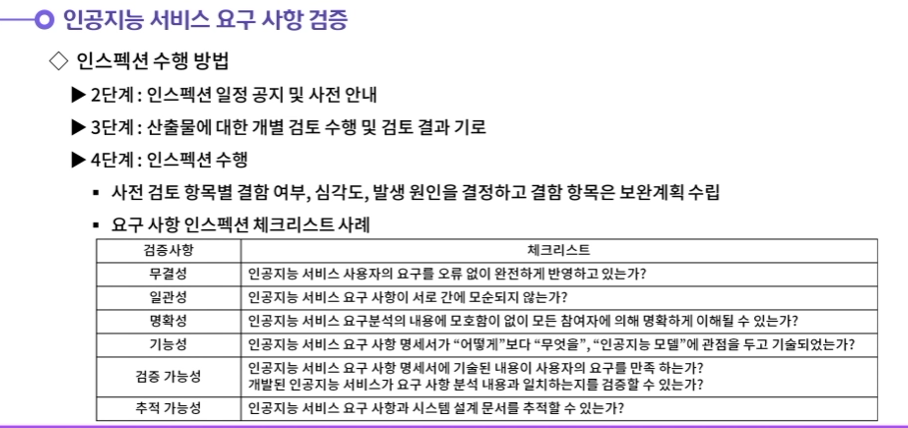 인공지능 서비스 요구 사항 검증
◇ 인스펙션 수행 방법
▶ 2단계 : 인스펙션 일정 공지 및 사전 안내
▶ 3단계 : 산출물에 대한 개별 검토 수행 및 검토 결과 기로
▶ 4단계 : 인스펙션 수행
▪ 사전 검토 항목별 결함 여부, 심각도, 발생 원인을 결정하고 결함 항목은 보완계획 수립
▪ 요구 사항 인스펙션 체크리스트 사례
검증사항 체크리스트
무결성 인공지능 서비스 사용자의 요구를 오류 없이 완전하게 반영하고 있는가?
일관성 인공지능 서비스 요구 사항이 서로 간에 모순되지 않는가?
명확성 인공지능 서비스 요구분석의 내용에 모호함이 없이 모든 참여자에 의해 명확하게 이해될 수 있는가?
기능성 인공지능 서비스 요구 사항 명세서가 “어떻게”보다 “무엇을”, “인공지능 모델”에 관점을 두고 기술되었는가?
검증 가능성 인공지능 서비스 요구 사항 명세서에 기술된 내용이 사용자의 요구를 만족 하는가?
개발된 인공지능 서비스가 요구 사항 분석 내용과 일치하는지를 검증할 수 있는가?
추적 가능성 인공지능 서비스 요구 사항과 시스템 설계 문서를 추적할 수 있는가?